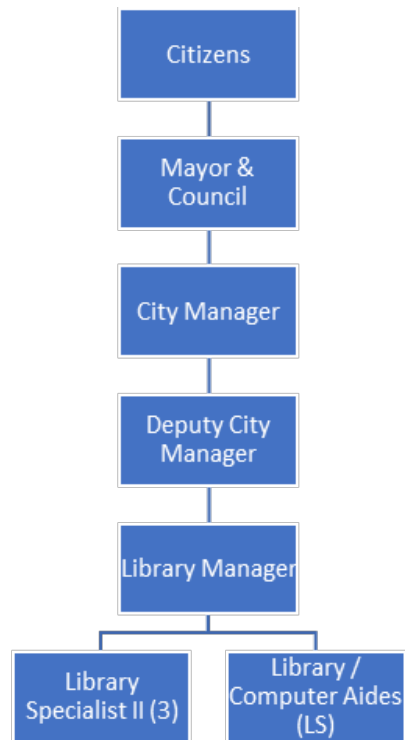 Citizens
Mayor &
Council
City Manager
Deputy City
Manager
Library Manager
Library
Specialist II (3)
Library /
Computer Aides
(LS)